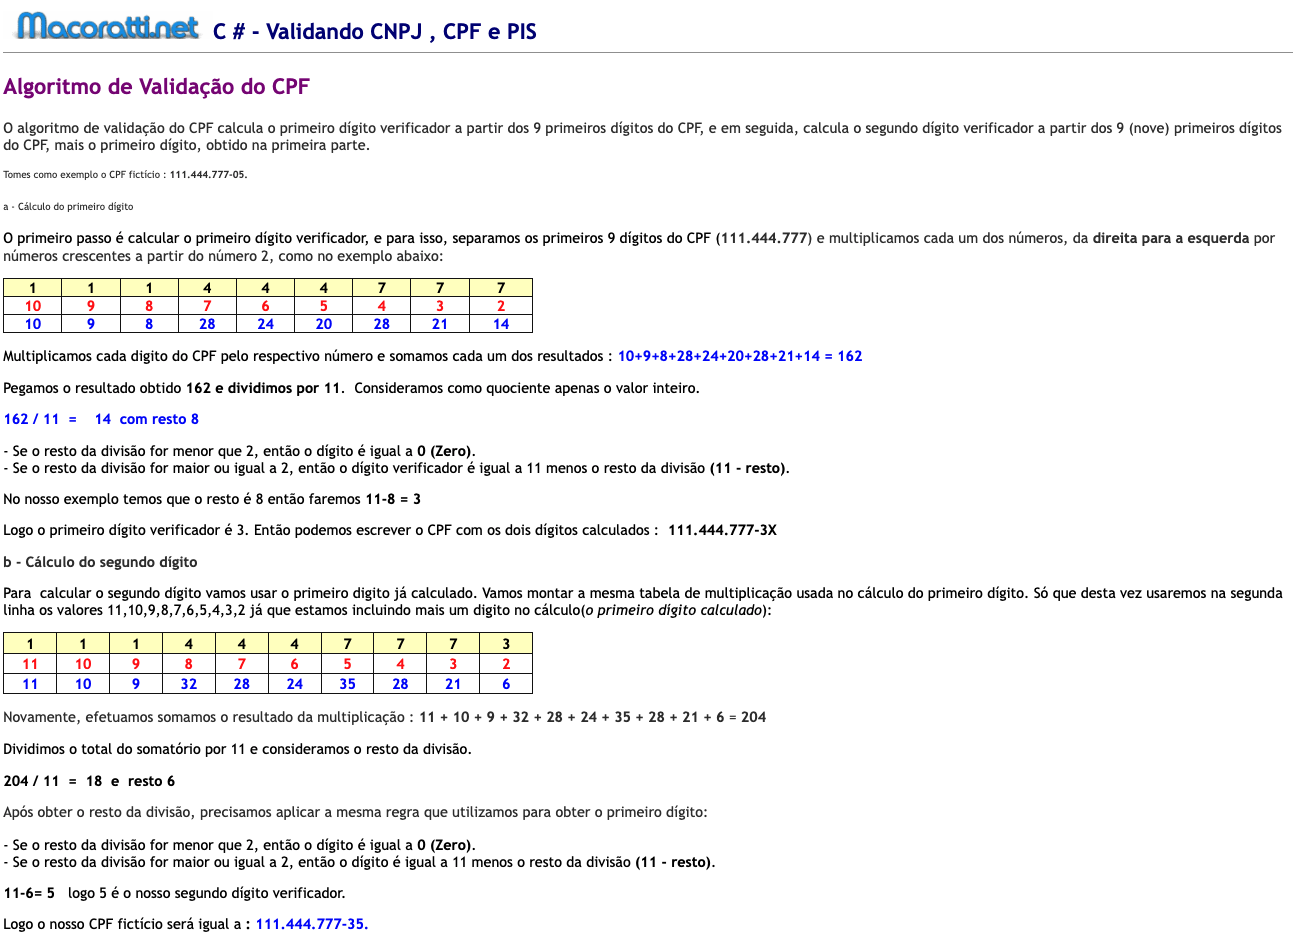 Macoratti.net C # - Validando CNPJ , CPF e PIS
Algoritmo de Validação do CPF
O algoritmo de validação do CPF calcula o primeiro dígito verificador a partir dos 9 primeiros dígitos do CPF, e em seguida, calcula o segundo dígito verificador a partir dos 9 (nove) primeiros dígitos
do CPF, mais o primeiro dígito, obtido na primeira parte.
Tomes como exemplo o CPF fictício : 111.444.777-05.
a - Cálculo do primeiro dígito
O primeiro passo é calcular o primeiro dígito verificador, e para isso, separamos os primeiros 9 dígitos do CPF (111.444.777) e multiplicamos cada um dos números, da direita para a esquerda por
números crescentes a partir do número 2, como no exemplo abaixo:
1 1 1 4 4 4 7 7 7
10 9 8 7 6 5 4 3 2
10 9 8 28 24 20 28 21 14
Multiplicamos cada digito do CPF pelo respectivo número e somamos cada um dos resultados : 10+9+8+28+24+20+28+21+14 = 162
Pegamos o resultado obtido 162 e dividimos por 11. Consideramos como quociente apenas o valor inteiro.
162 / 11 = 14 com resto 8
- Se o resto da divisão for menor que 2, então o dígito é igual a 0 (Zero).
- Se o resto da divisão for maior ou igual a 2, então o dígito verificador é igual a 11 menos o resto da divisão (11 - resto).
No nosso exemplo temos que o resto é 8 então faremos 11-8 = 3
Logo o primeiro dígito verificador é 3. Então podemos escrever o CPF com os dois dígitos calculados : 111.444.777-3X
b - Cálculo do segundo dígito
Para calcular o segundo dígito vamos usar o primeiro digito já calculado. Vamos montar a mesma tabela de multiplicação usada no cálculo do primeiro dígito. Só que desta vez usaremos na segunda
linha os valores 11,10,9,8,7,6,5,4,3,2 já que estamos incluindo mais um digito no cálculo(o primeiro dígito calculado):
1 1 1 4 4 4 7 7 7 3
11 10 9 8 7 6 5 4 3 2
11 10 9 32 28 24 35 28 21 6
Novamente, efetuamos somamos o resultado da multiplicação : 11 + 10 + 9 + 32 + 28 + 24 + 35 + 28 + 21 + 6 = 204
Dividimos o total do somatório por 11 e consideramos o resto da divisão.
204 / 11 = 18 e resto 6
Após obter o resto da divisão, precisamos aplicar a mesma regra que utilizamos para obter o primeiro dígito:
- Se o resto da divisão for menor que 2, então o dígito é igual a 0 (Zero).
- Se o resto da divisão for maior ou igual a 2, então o dígito é igual a 11 menos o resto da divisão (11 - resto).
11-6= 5 logo 5 é o nosso segundo dígito verificador.
Logo o nosso CPF fictício será igual a : 111.444.777-35.